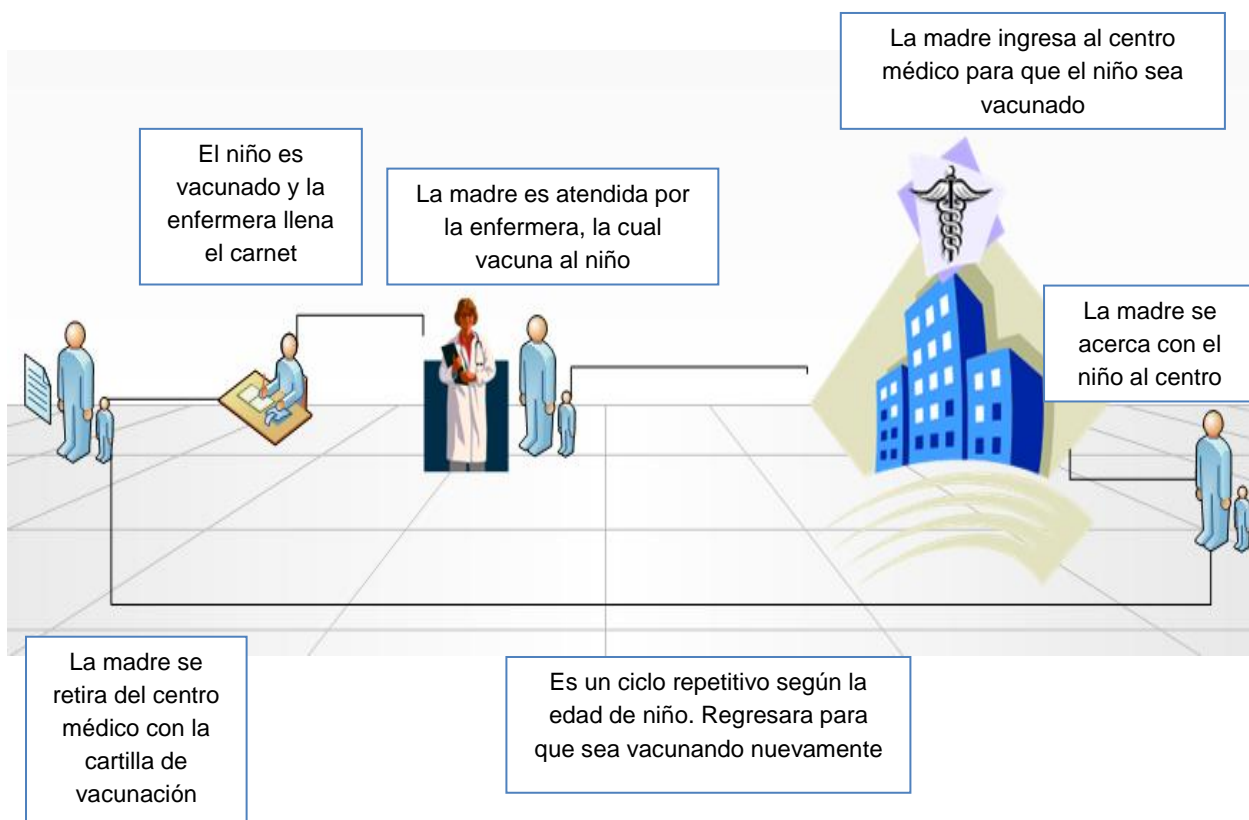 La madre ingresa al centro
médico para que el niño sea
vacunado
El niño es
vacunado y la
enfermera llena
el carnet
La madre es atendida por
la enfermera, la cual
vacuna al niño
La madre se
acerca con el
niño al centro
La madre se
retira del centro
médico con la
cartilla de
vacunación
Es un ciclo repetitivo según la
edad de niño. Regresara para
que sea vacunando nuevamente